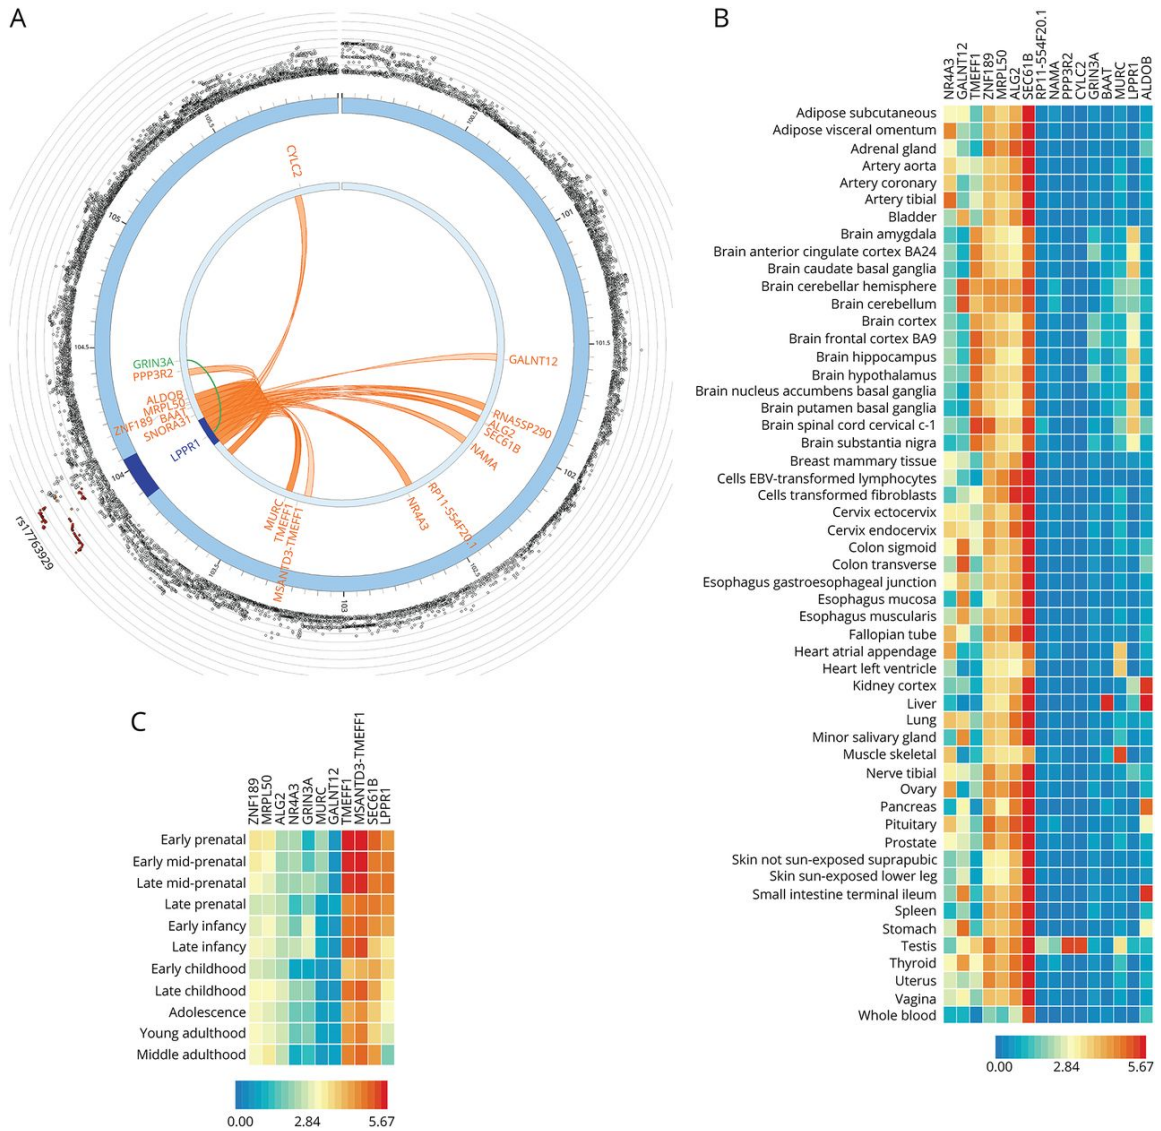 A
CYLC2
100.5
101
101.5
102
102.5
103
103.5
104
104.5
105
105.5
GRIN3A
PPP3R2
ALDOB
MRPL50
ZNF189 BAAT
SNORA31
LPPR1
GALNT12
RNA5SP290
ALG2
SEC61B
NAMA
RP11-554F20.1
NR4A3
MURC
TMEFF1
MSANTD3-TMEFF1
rs17763929
B
NR4A3
GALNT12
TMEFF1
ZNF189
MRPL50
ALG2
SEC61B
RP11-554F20.1
NAMA
PPP3R2
CYLC2
GRIN3A
BAAT
MURC
LPPR1
ALDOB
Adipose subcutaneous
Adipose visceral omentum
Adrenal gland
Artery aorta
Artery coronary
Artery tibial
Bladder
Brain amygdala
Brain anterior cingulate cortex BA24
Brain caudate basal ganglia
Brain cerebellar hemisphere
Brain cerebellum
Brain cortex
Brain frontal cortex BA9
Brain hippocampus
Brain hypothalamus
Brain nucleus accumbens basal ganglia
Brain putamen basal ganglia
Brain spinal cord cervical c-1
Brain substantia nigra
Breast mammary tissue
Cells EBV-transformed lymphocytes
Cells transformed fibroblasts
Cervix ectocervix
Cervix endocervix
Colon sigmoid
Colon transverse
Esophagus gastroesophageal junction
Esophagus mucosa
Esophagus muscularis
Fallopian tube
Heart atrial appendage
Heart left ventricle
Kidney cortex
Liver
Lung
Minor salivary gland
Muscle skeletal
Nerve tibial
Ovary
Pancreas
Pituitary
Prostate
Skin not sun-exposed suprapubic
Skin sun-exposed lower leg
Small intestine terminal ileum
Spleen
Stomach
Testis
Thyroid
Uterus
Vagina
Whole blood
0.00 2.84 5.67
C
ZNF189
MRPL50
ALG2
NR4A3
GRIN3A
MURC
GALNT12
TMEFF1
MSANTD3-TMEFF1
SEC61B
LPPR1
Early prenatal
Early mid-prenatal
Late mid-prenatal
Late prenatal
Early infancy
Late infancy
Early childhood
Late childhood
Adolescence
Young adulthood
Middle adulthood
0.00 2.84 5.67